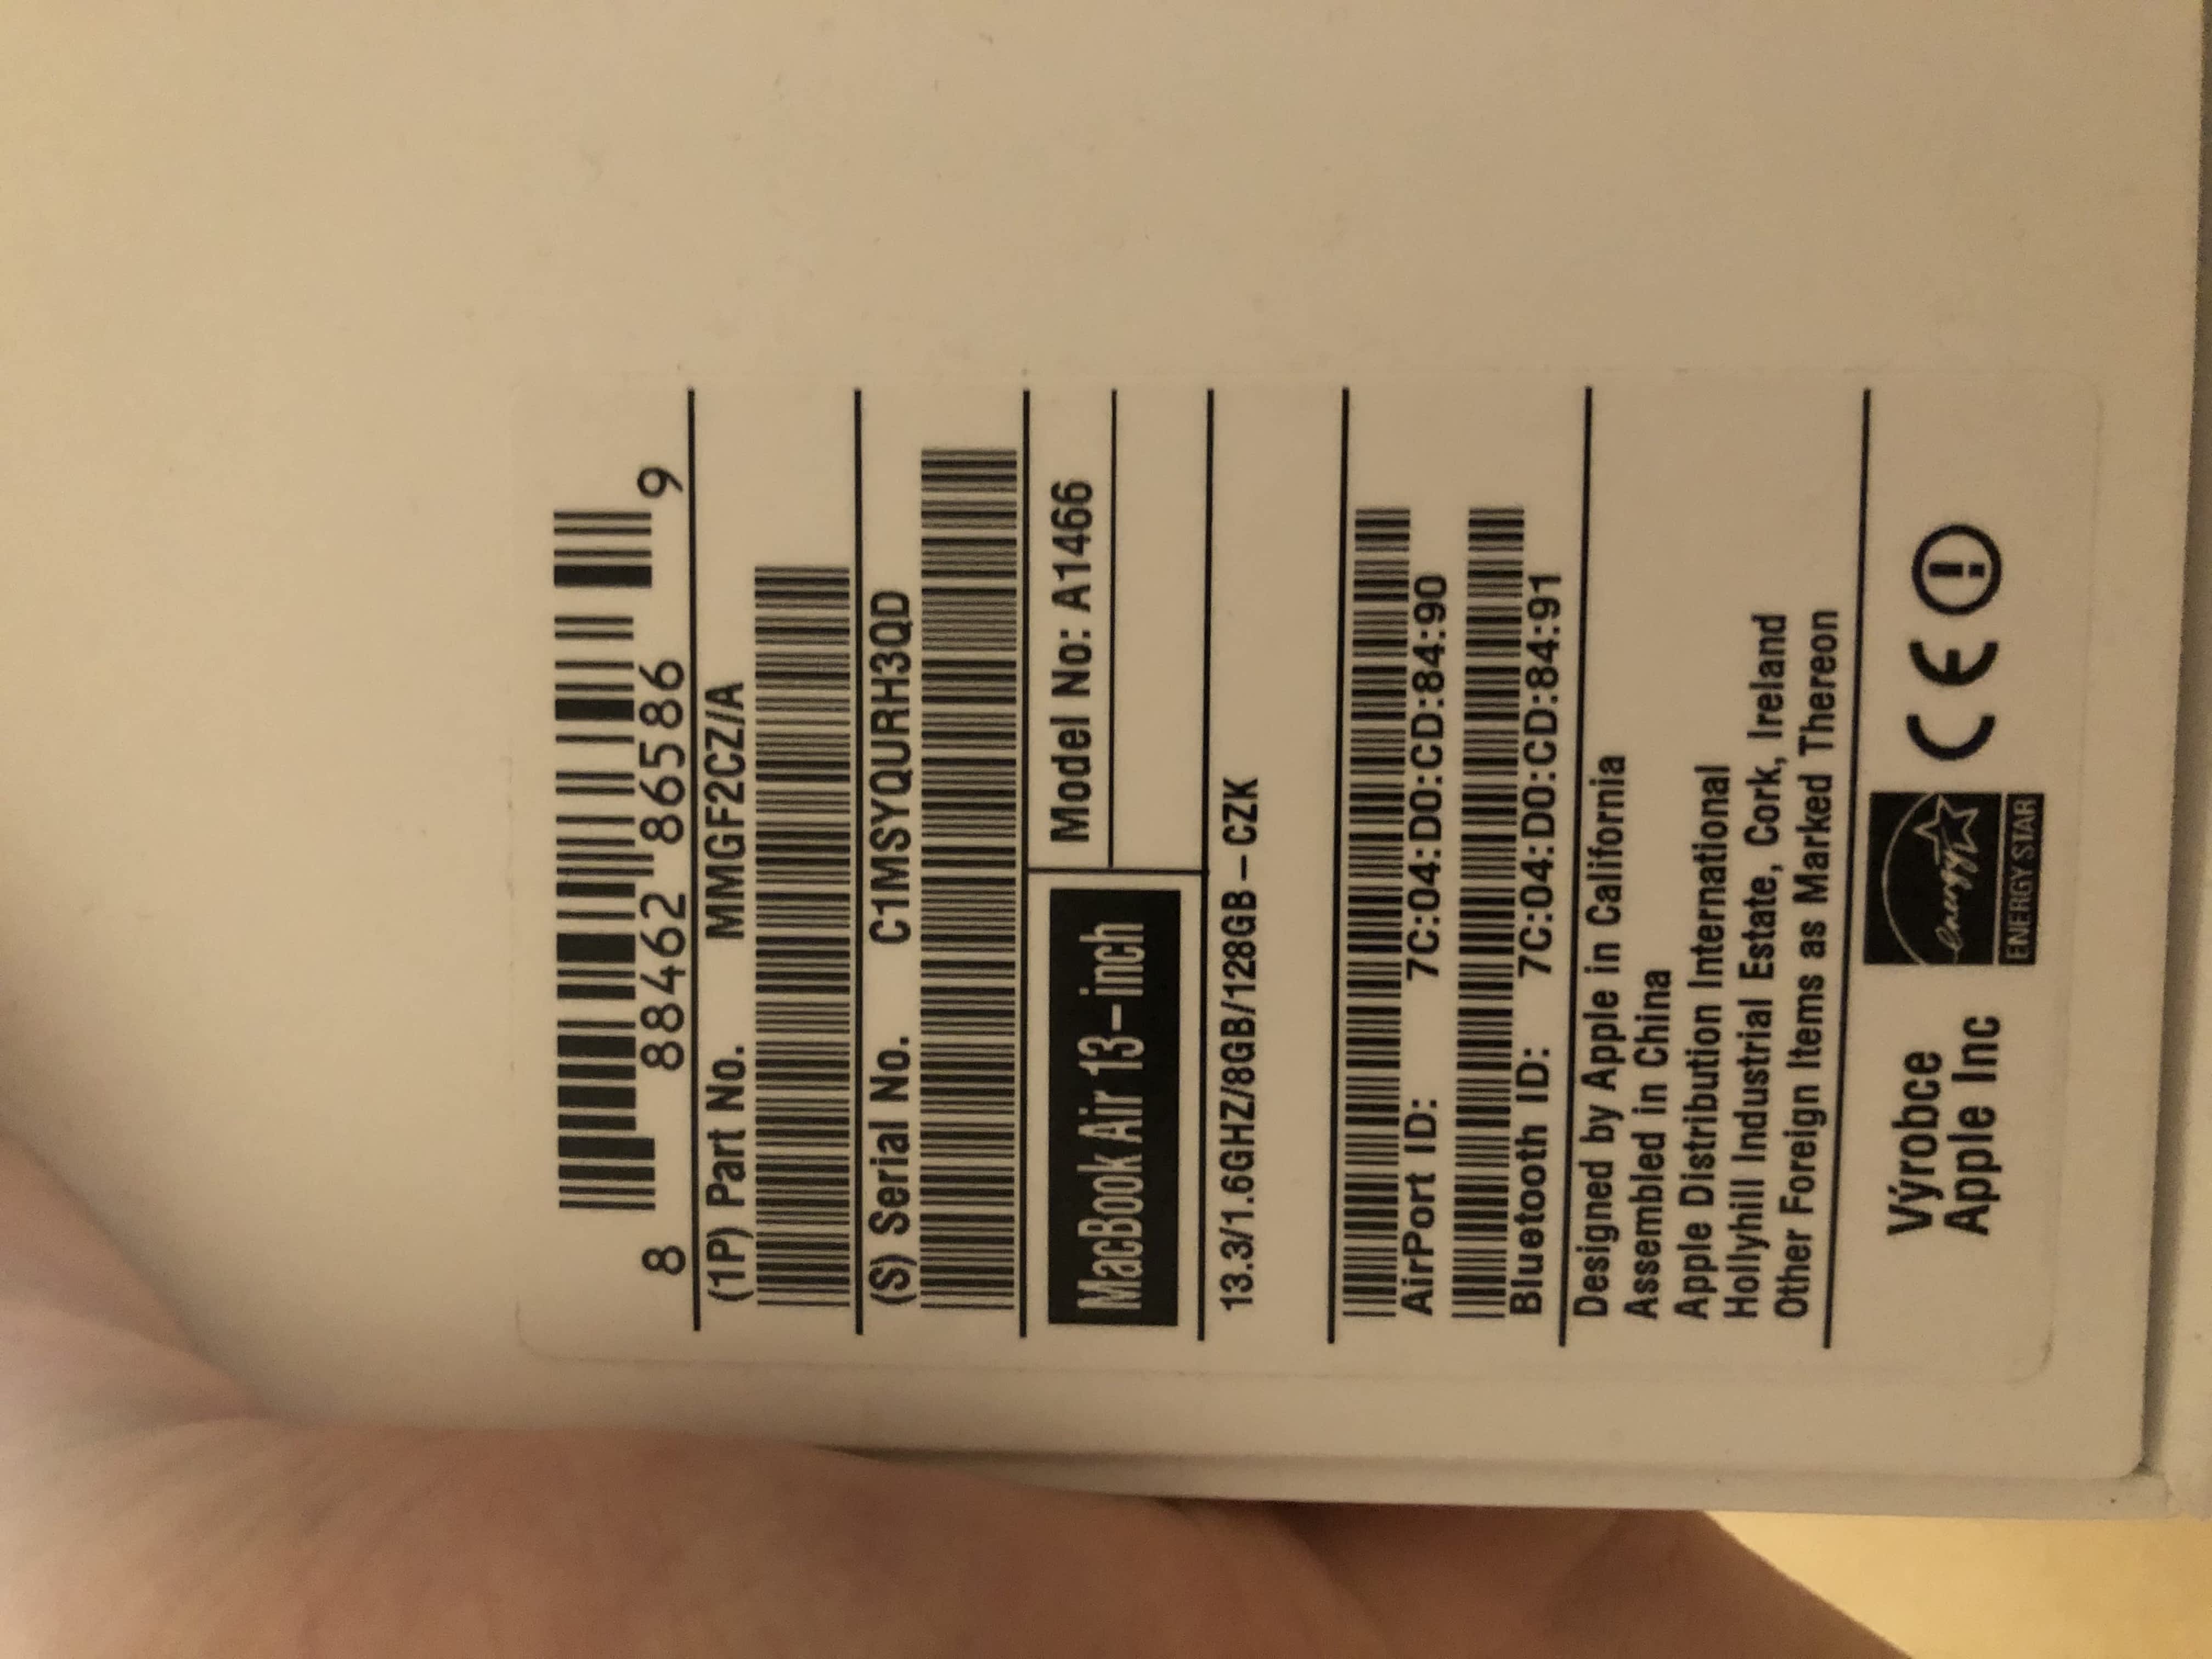 8 88462 86586 9
(1P) Part No. MMGF2CZ/A
(S) Serial No. C1MSYQURH3QD
MacBook Air 13-inch
Model No: A1466
13.3/1.6GHZ/8GB/128GB-CZK
AirPort ID: 7C:04:D0:CD:84:90
Bluetooth ID: 7C:04:D0:CD:84:91
Designed by Apple in California
Assembled in China
Apple Distribution International
Hollyhill Industrial Estate, Cork, Ireland
Other Foreign Items as Marked Thereon
Výrobce
Apple Inc
energy
ENERGY STAR
CE